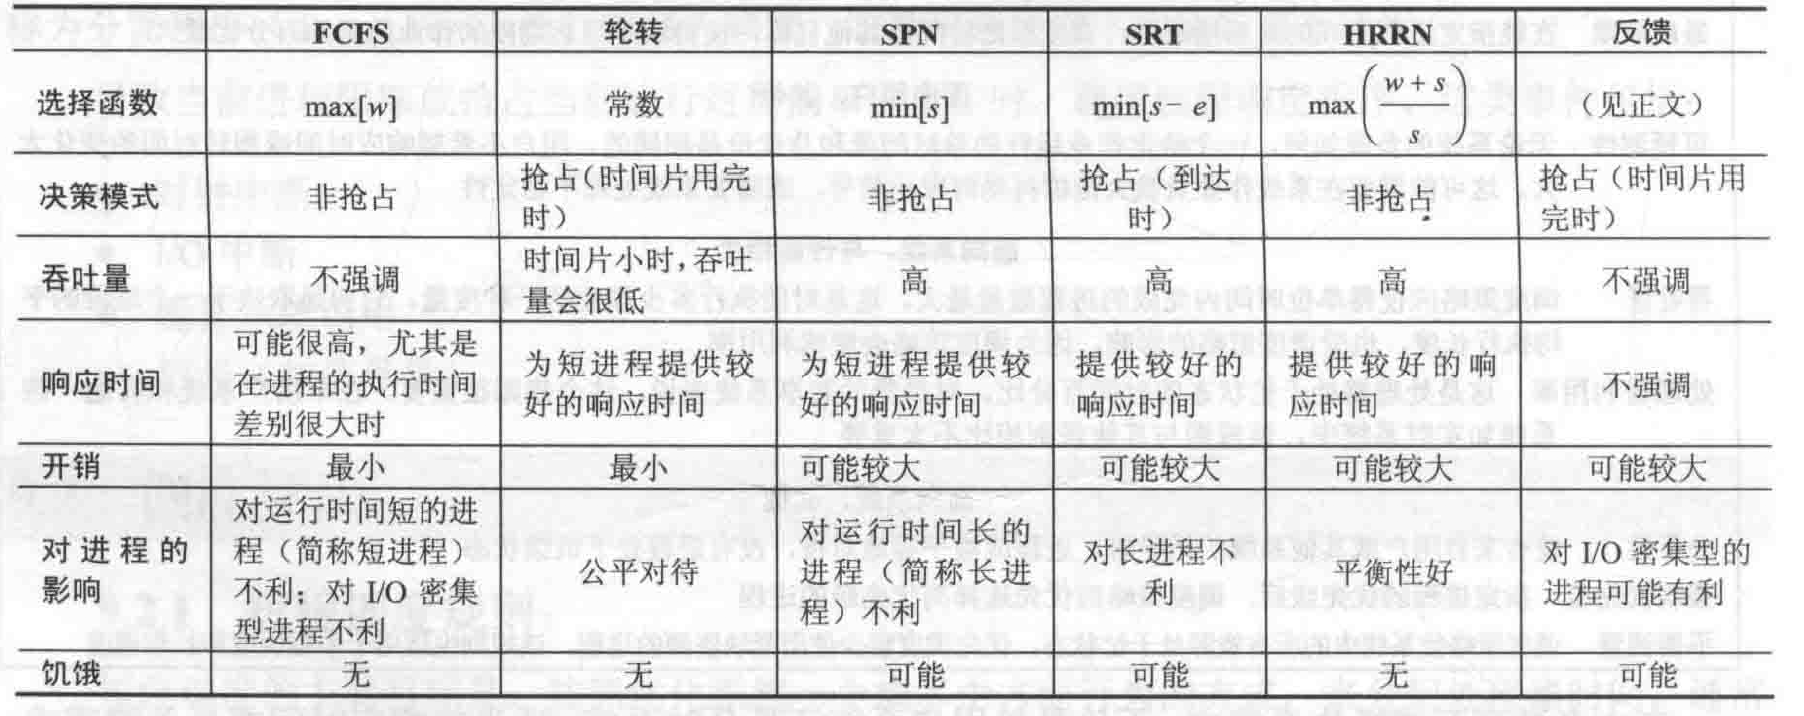 FCFS 轮转 SPN SRT HRRN 反馈
选择函数 max[w] 常数 min[s] min[s - e] max((w + s)/s) （见正文）
决策模式 非抢占 抢占(时间片用完时） 非抢占 抢占（到达时） 非抢占 抢占（时间片用完时）
吞吐量 不强调 时间片小时，吞吐量会很低 高 高 高 不强调
响应时间 可能很高，尤其是在进程的执行时间差别很大时 为短进程提供较好的响应时间 为短进程提供较好的响应时间 提供较好的响应时间 提供较好的响应时间 不强调
开销 最小 最小 可能较大 可能较大 可能较大 可能较大
对进程的影响 对运行时间短的进程（简称短进程）不利；对 I/O 密集型进程不利 公平对待 对运行时间长的进程（简称长进程）不利 对长进程不利 平衡性好 对 I/O 密集型的进程可能有利
饥饿 无 无 可能 可能 无 可能